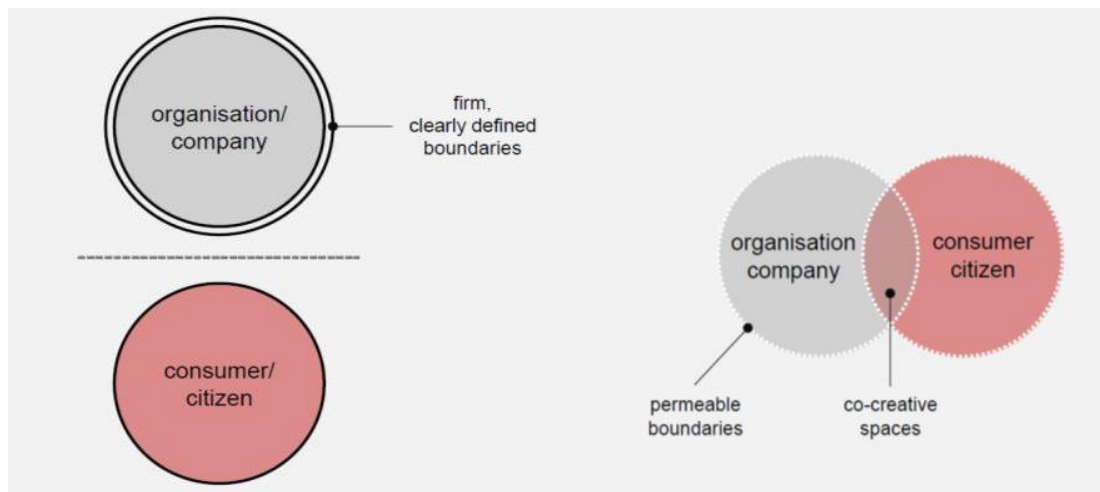 organisation/
company
firm,
clearly defined
boundaries
consumer/
citizen
organisation
company
consumer
citizen
permeable
boundaries
co-creative
spaces